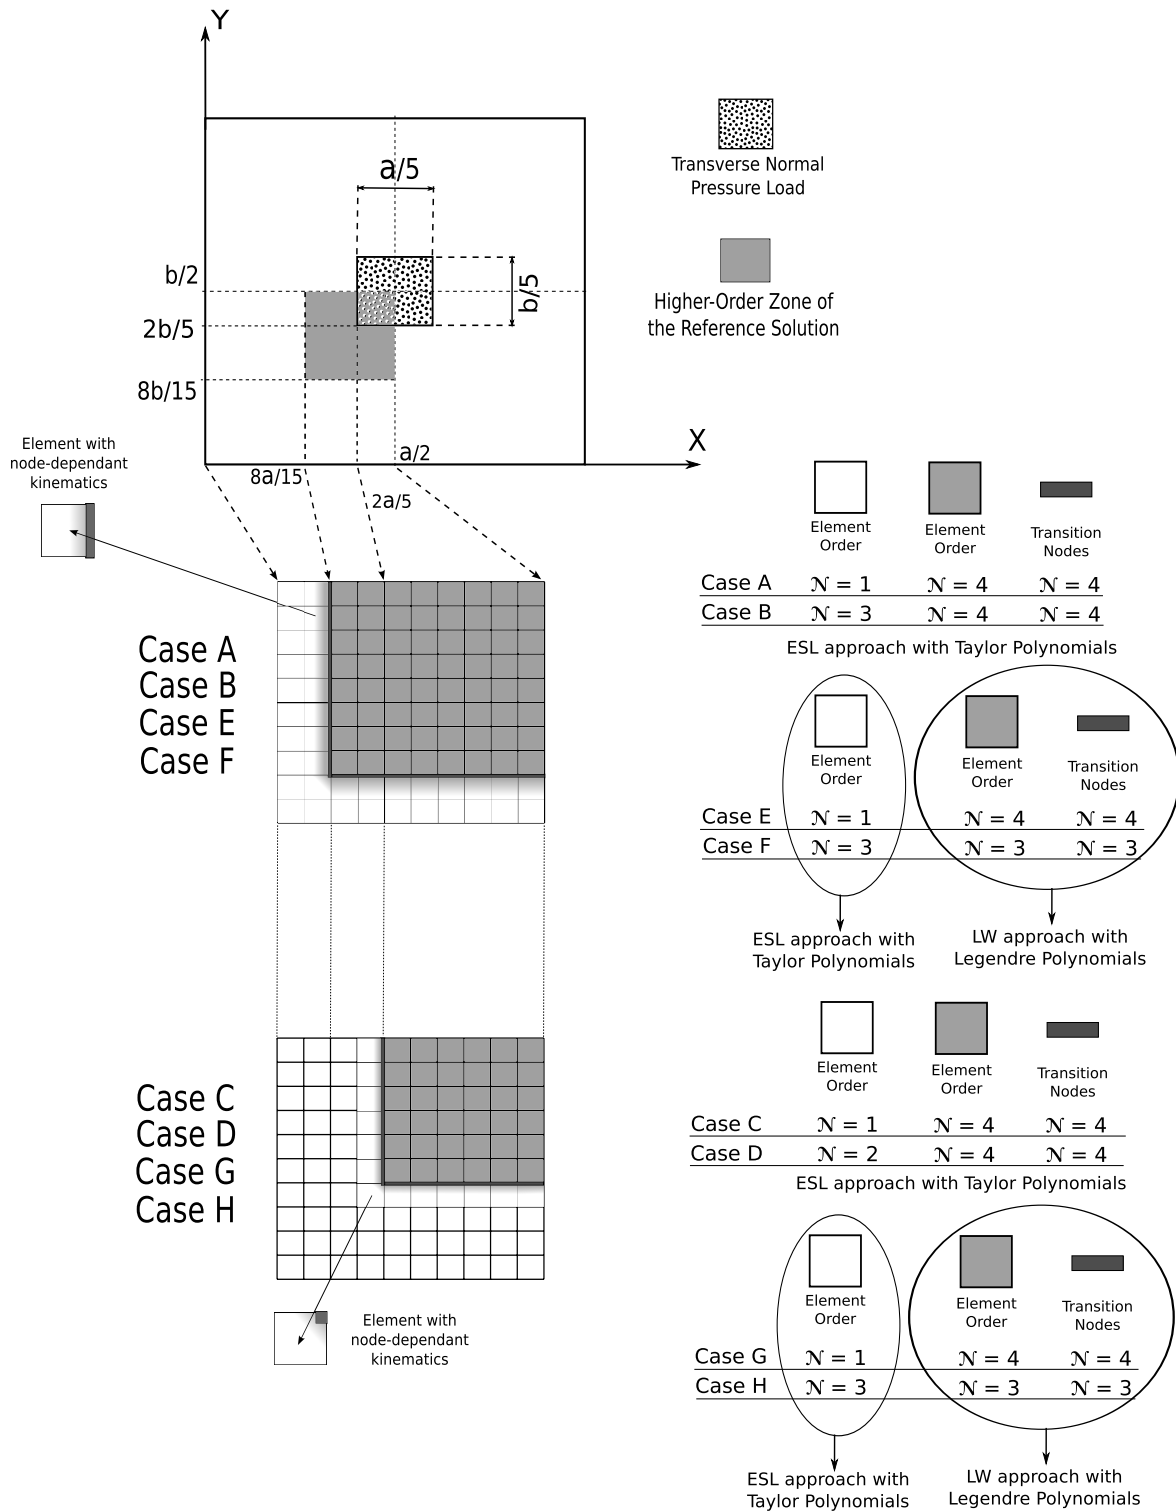 Y
a/5
Transverse Normal
Pressure Load
b/2
b/5
2b/5
Higher-Order Zone of
the Reference Solution
8b/15
X
Element with
node-dependant
kinematics
8a/15
a/2
2a/5
Element
Order
Element
Order
Transition
Nodes
Case A 𝒩 = 1 𝒩 = 4 𝒩 = 4
Case B 𝒩 = 3 𝒩 = 4 𝒩 = 4
ESL approach with Taylor Polynomials
Case A
Case B
Case E
Case F
Element
Order
Element
Order
Transition
Nodes
Case E 𝒩 = 1 𝒩 = 4 𝒩 = 4
Case F 𝒩 = 3 𝒩 = 3 𝒩 = 3
ESL approach with
Taylor Polynomials
LW approach with
Legendre Polynomials
Element
Order
Element
Order
Transition
Nodes
Case C 𝒩 = 1 𝒩 = 4 𝒩 = 4
Case D 𝒩 = 2 𝒩 = 4 𝒩 = 4
ESL approach with Taylor Polynomials
Case C
Case D
Case G
Case H
Element with
node-dependant
kinematics
Element
Order
Element
Order
Transition
Nodes
Case G 𝒩 = 1 𝒩 = 4 𝒩 = 4
Case H 𝒩 = 3 𝒩 = 3 𝒩 = 3
ESL approach with
Taylor Polynomials
LW approach with
Legendre Polynomials